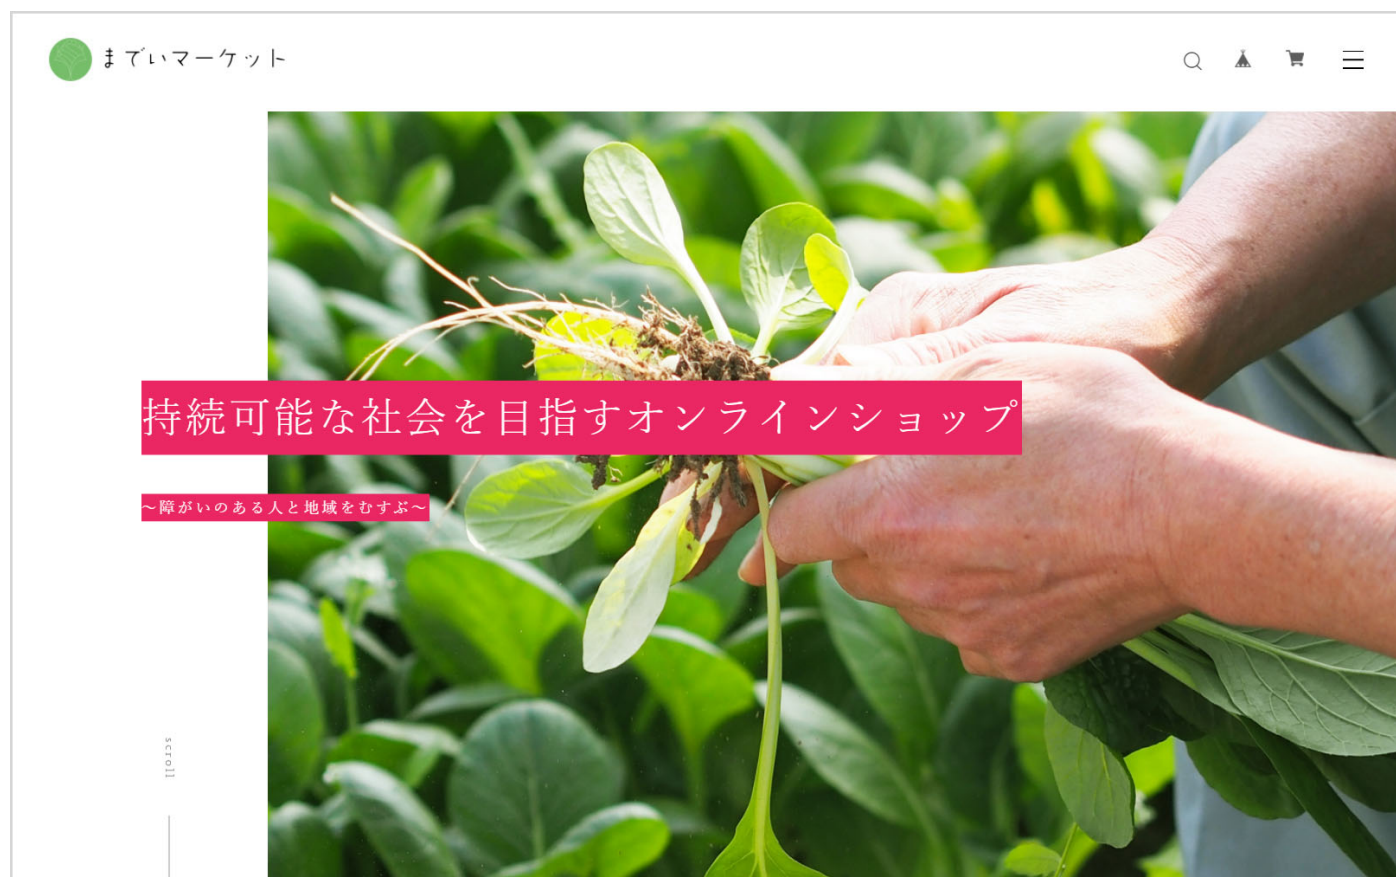 までいマーケット
持続可能な社会を目指すオンラインショップ
～障がいのある人と地域をむすぶ～
scroll